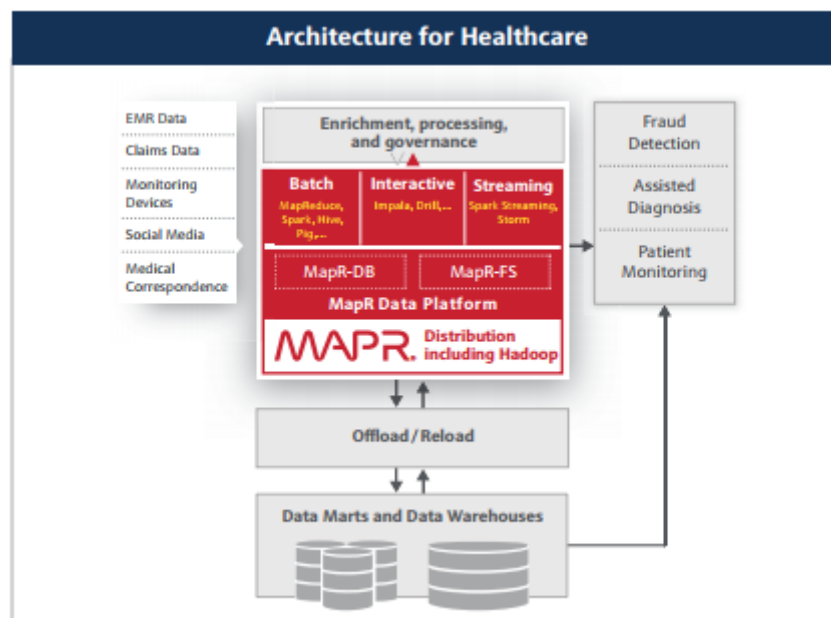 Architecture for Healthcare
EMR Data
Claims Data
Monitoring
Devices
Social Media
Medical
Correspondence
Enrichment, processing,
and governance
Batch
MapReduce,
Spark, Hive,
Pig,...
Interactive
Impala, Drill,...
Streaming
Spark Streaming,
Storm
MapR-DB
MapR-FS
MapR Data Platform
MAPR.
Distribution
including Hadoop
Fraud
Detection
Assisted
Diagnosis
Patient
Monitoring
Offload/Reload
Data Marts and Data Warehouses